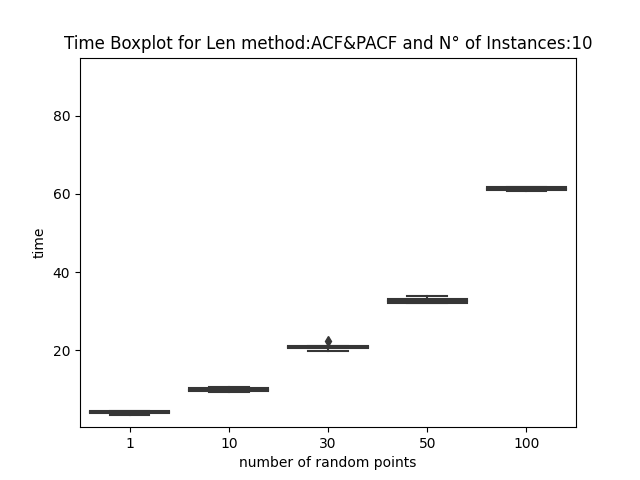 Time Boxplot for Len method:ACF&PACF and N° of Instances:10
80
60
40
20
time
1 10 30 50 100
number of random points